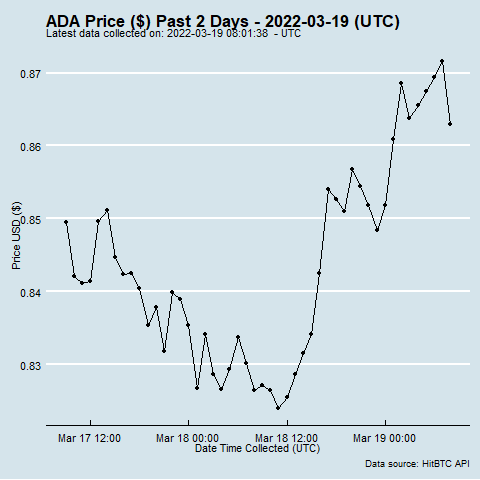 ADA Price ($) Past 2 Days - 2022-03-19 (UTC)
Latest data collected on: 2022-03-19 08:01:38 - UTC
0.87
0.86
0.85
0.84
0.83
Price USD ($)
Mar 17 12:00
Mar 18 00:00
Mar 18 12:00
Mar 19 00:00
Date Time Collected (UTC)
Data source: HitBTC API